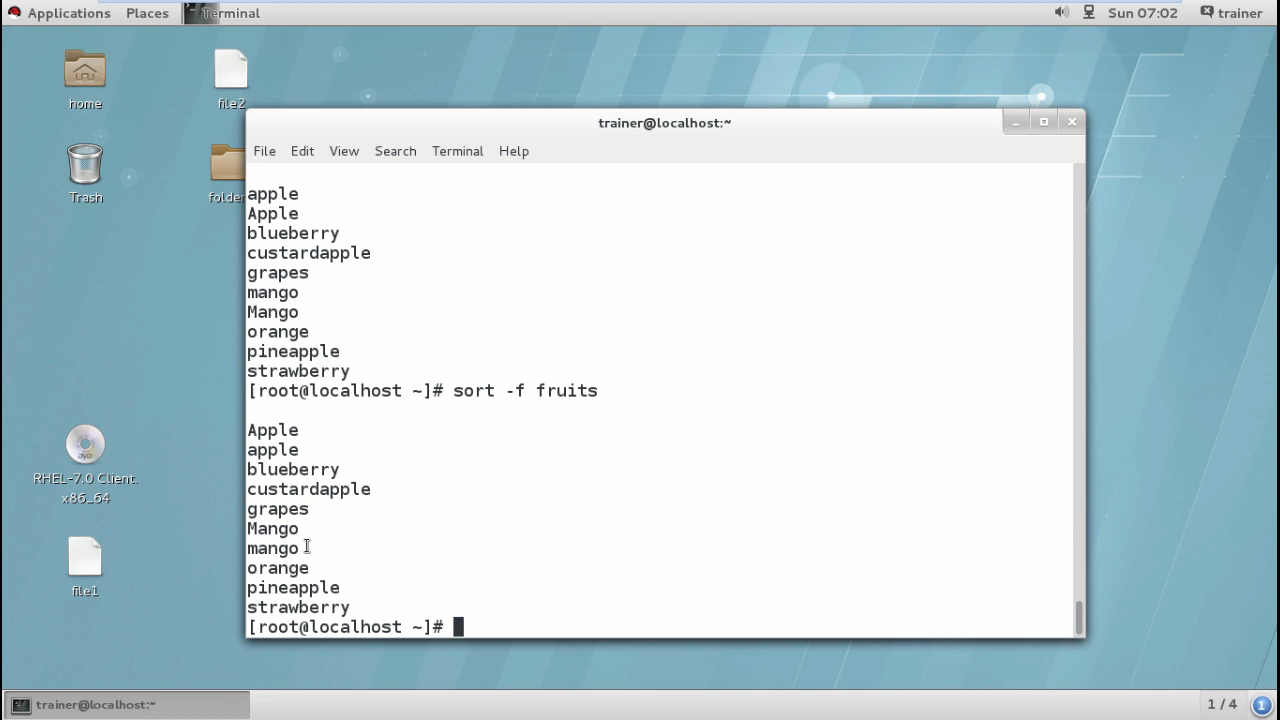 Applications Places Terminal Sun 07:02 trainer
home
file2
Trash
folder
RHEL-7.0 Client.
x86_64
file1
trainer@localhost:~
File Edit View Search Terminal Help
apple
Apple
blueberry
custardapple
grapes
mango
Mango
orange
pineapple
strawberry
[root@localhost ~]# sort -f fruits
Apple
apple
blueberry
custardapple
grapes
Mango
mango
orange
pineapple
strawberry
[root@localhost ~]#
trainer@localhost:~ 1 / 4 1